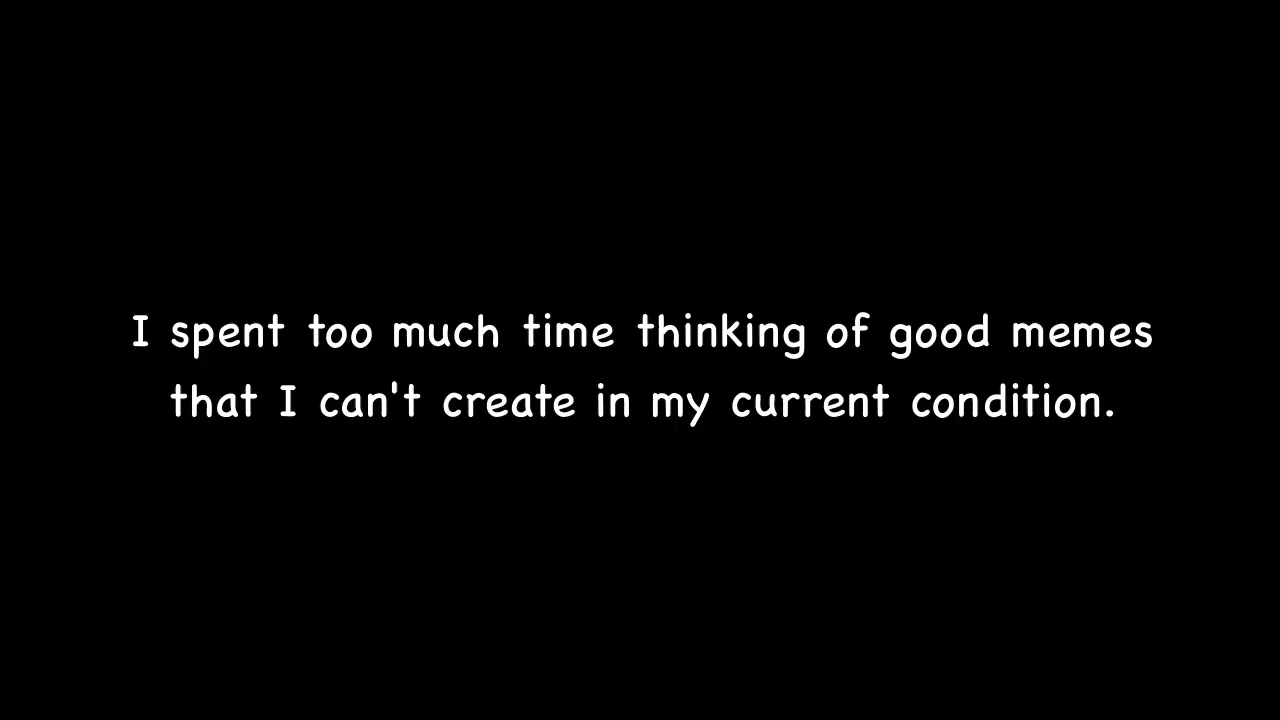 I spent too much time thinking of good memes
that I can't create in my current condition.